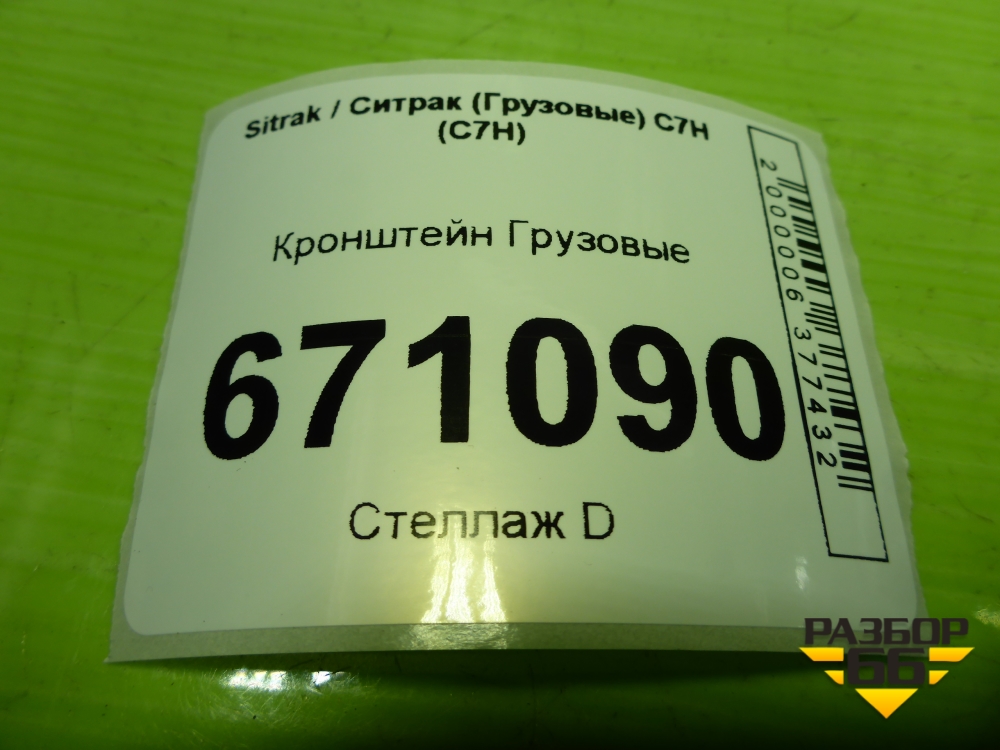 Sitrak / Ситрак (Грузовые) C7H
(C7H)
Кронштейн Грузовые
671090
Стеллаж D
2000006377432
РАЗБОР
66